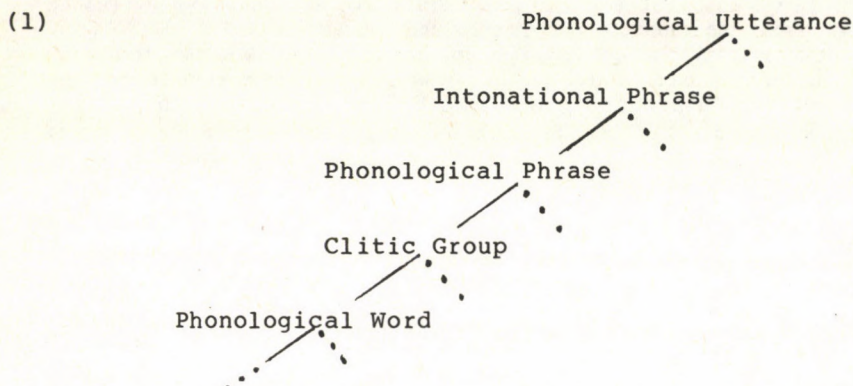 (1) Phonological Utterance
Intonational Phrase
Phonological Phrase
Clitic Group
Phonological Word